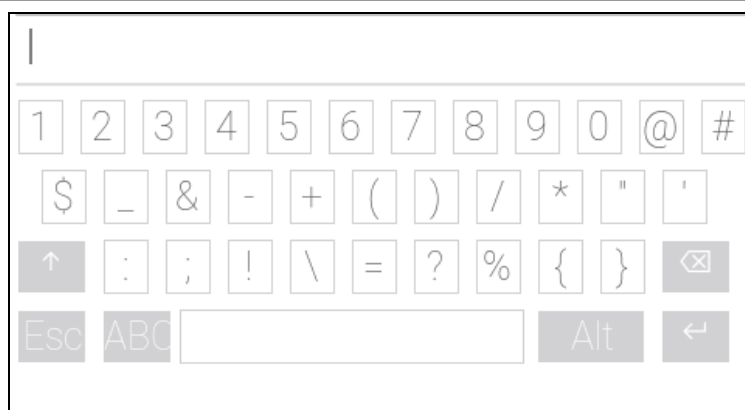 1 2 3 4 5 6 7 8 9 0 @ #
$ _ & - + ( ) / * " '
↑ : ; ! \ = ? % { } ⌫
Esc ABC Alt ↵